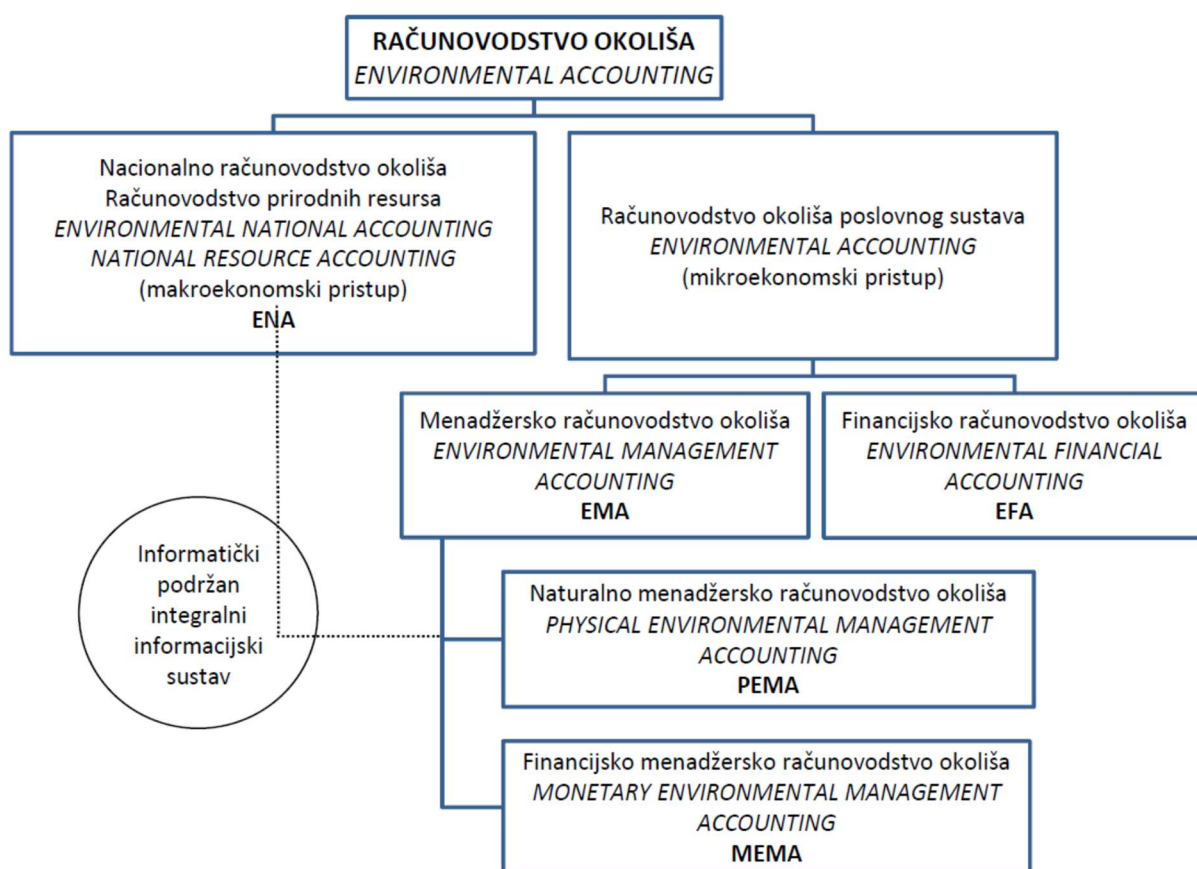 RAČUNOVODSTVO OKOLIŠA
ENVIRONMENTAL ACCOUNTING
Nacionalno računovodstvo okoliša
Računovodstvo prirodnih resursa
ENVIRONMENTAL NATIONAL ACCOUNTING
NATIONAL RESOURCE ACCOUNTING
(makroekonomski pristup)
ENA
Računovodstvo okoliša poslovnog sustava
ENVIRONMENTAL ACCOUNTING
(mikroekonomski pristup)
Menadžersko računovodstvo okoliša
ENVIRONMENTAL MANAGEMENT
ACCOUNTING
EMA
Financijsko računovodstvo okoliša
ENVIRONMENTAL FINANCIAL
ACCOUNTING
EFA
Informatički
podržan
integralni
informacijski
sustav
Naturalno menadžersko računovodstvo okoliša
PHYSICAL ENVIRONMENTAL MANAGEMENT
ACCOUNTING
PEMA
Financijsko menadžersko računovodstvo okoliša
MONETARY ENVIRONMENTAL MANAGEMENT
ACCOUNTING
MEMA